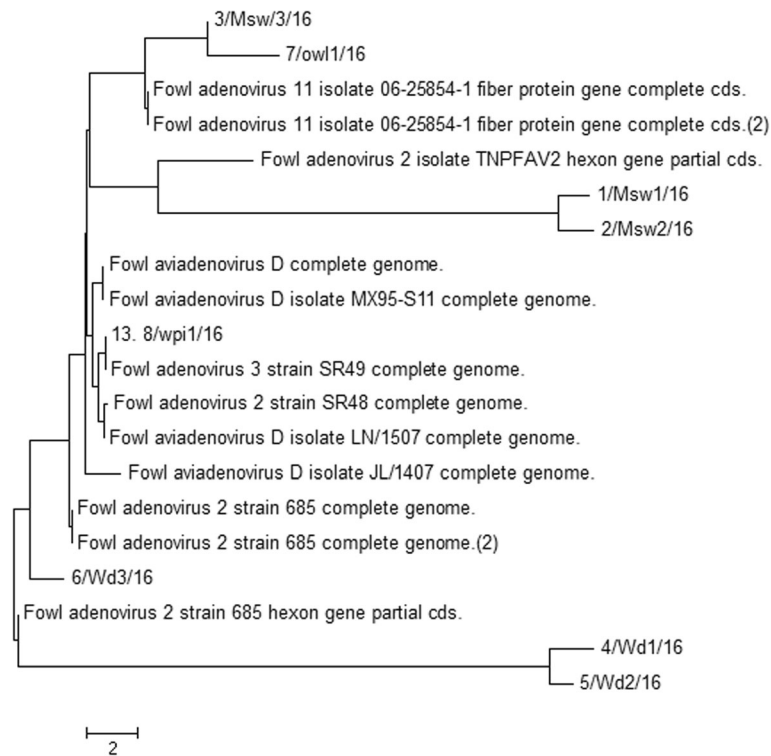 3/Msw/3/16
7/owl1/16
Fowl adenovirus 11 isolate 06-25854-1 fiber protein gene complete cds.
Fowl adenovirus 11 isolate 06-25854-1 fiber protein gene complete cds.(2)
Fowl adenovirus 2 isolate TNPFAV2 hexon gene partial cds.
1/Msw1/16
2/Msw2/16
Fowl aviadenovirus D complete genome.
Fowl aviadenovirus D isolate MX95-S11 complete genome.
13. 8/wpi1/16
Fowl adenovirus 3 strain SR49 complete genome.
Fowl adenovirus 2 strain SR48 complete genome.
Fowl aviadenovirus D isolate LN/1507 complete genome.
Fowl aviadenovirus D isolate JL/1407 complete genome.
Fowl adenovirus 2 strain 685 complete genome.
Fowl adenovirus 2 strain 685 complete genome.(2)
6/Wd3/16
Fowl adenovirus 2 strain 685 hexon gene partial cds.
4/Wd1/16
5/Wd2/16
2